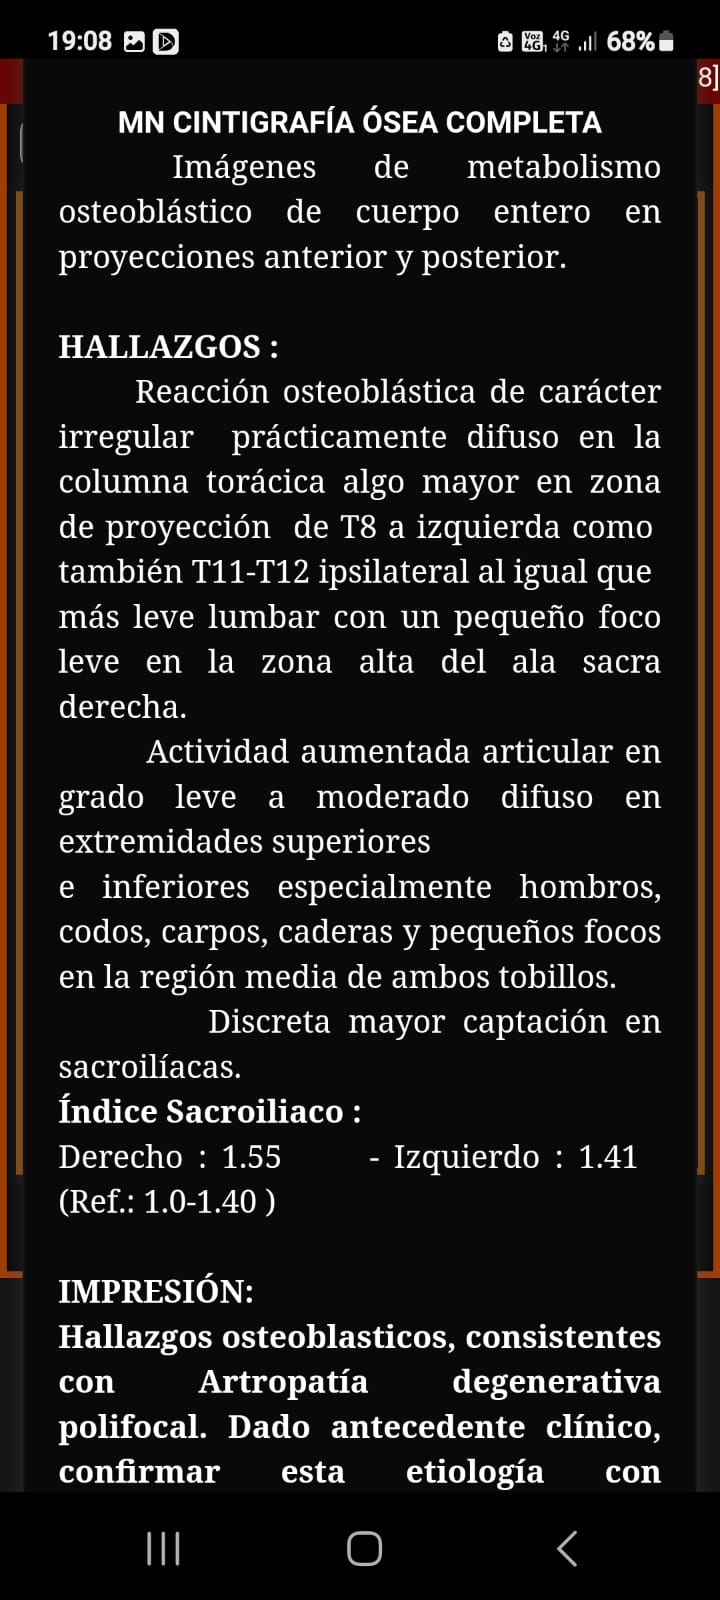 19:08 Voz 4G 4G 68%
8]
MN CINTIGRAFÍA ÓSEA COMPLETA
Imágenes de metabolismo
osteoblástico de cuerpo entero en
proyecciones anterior y posterior.
HALLAZGOS :
Reacción osteoblástica de carácter
irregular prácticamente difuso en la
columna torácica algo mayor en zona
de proyección de T8 a izquierda como
también T11-T12 ipsilateral al igual que
más leve lumbar con un pequeño foco
leve en la zona alta del ala sacra
derecha.
Actividad aumentada articular en
grado leve a moderado difuso en
extremidades superiores
e inferiores especialmente hombros,
codos, carpos, caderas y pequeños focos
en la región media de ambos tobillos.
Discreta mayor captación en
sacroilíacas.
Índice Sacroiliaco :
Derecho : 1.55 - Izquierdo : 1.41
(Ref.: 1.0-1.40 )
IMPRESIÓN:
Hallazgos osteoblasticos, consistentes
con Artropatía degenerativa
polifocal. Dado antecedente clínico,
confirmar esta etiología con